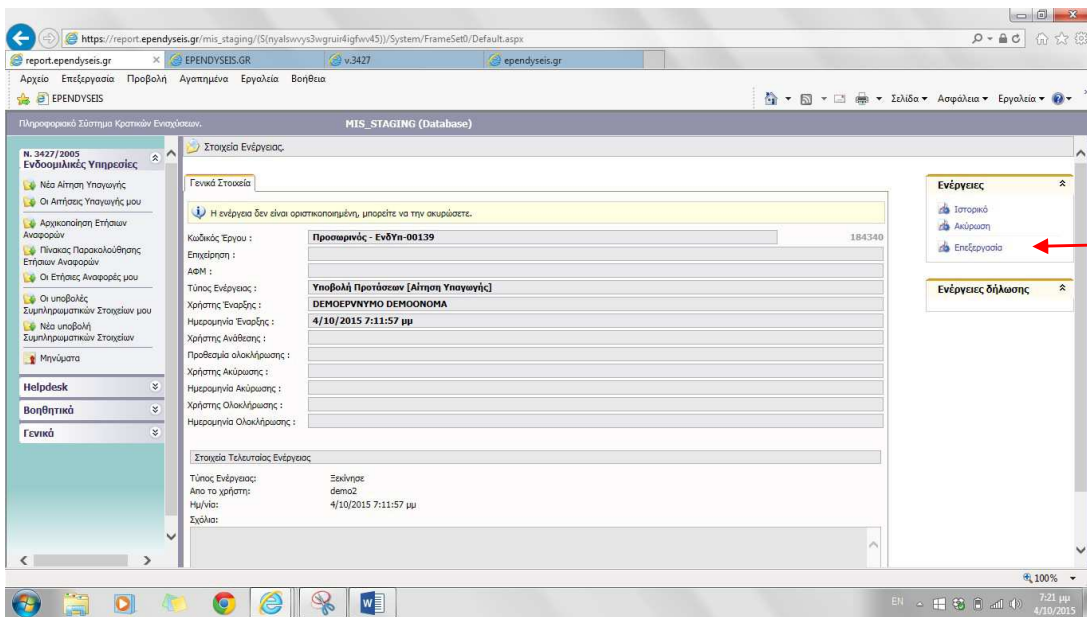 https://report.ependyseis.gr/mis_staging/(S(nyalswvys3wgruir4igfwv45))/System/FrameSet0/Default.aspx
report.ependyseis.gr
EPENDYSEIS.GR
v.3427
ependyseis.gr
Αρχείο Επεξεργασία Προβολή Αγαπημένα Εργαλεία Βοήθεια
EPENDYSEIS
Σελίδα Ασφάλεια Εργαλεία
Πληροφοριακό Σύστημα Κρατικών Ενισχύσεων.
MIS_STAGING (Database)
Ν. 3427/2005
Ενδοομιλικές Υπηρεσίες
Νέα Αίτηση Υπαγωγής
Οι Αιτήσεις Υπαγωγής μου
Αρχικοποίηση Ετήσιων
Αναφορών
Πίνακας Παρακολούθησης
Ετήσιων Αναφορών
Οι Ετήσιες Αναφορές μου
Οι υποβολές
Συμπληρωματικών Στοιχείων μου
Νέα υποβολή
Συμπληρωματικών Στοιχείων
Μηνύματα
Helpdesk
Βοηθητικά
Γενικά
Στοιχεία Ενέργειας.
Γενικά Στοιχεία
Η ενέργεια δεν είναι οριστικοποιημένη, μπορείτε να την ακυρώσετε.
Κωδικός Έργου : Προσωρινός - ΕνδΥπ-00139 184340
Επιχείρηση :
ΑΦΜ :
Τύπος Ενέργειας : Υποβολή Προτάσεων [Αίτηση Υπαγωγής]
Χρήστης Έναρξης : DEMOEPVNYMO DEMOONOMA
Ημερομηνία Έναρξης : 4/10/2015 7:11:57 μμ
Χρήστης Ανάθεσης :
Προθεσμία ολοκλήρωσης :
Χρήστης Ακύρωσης :
Ημερομηνία Ακύρωσης :
Χρήστης Ολοκλήρωσης :
Ημερομηνία Ολοκλήρωσης :
Στοιχεία Τελευταίας Ενέργειας
Τύπος Ενέργειας: Ξεκίνησε
Απο το χρήστη: demo2
Ημ/νία: 4/10/2015 7:11:57 μμ
Σχόλια:
Ενέργειες
Ιστορικό
Ακύρωση
Επεξεργασία
Ενέργειες δήλωσης
100%
EN
7:21 μμ
4/10/2015